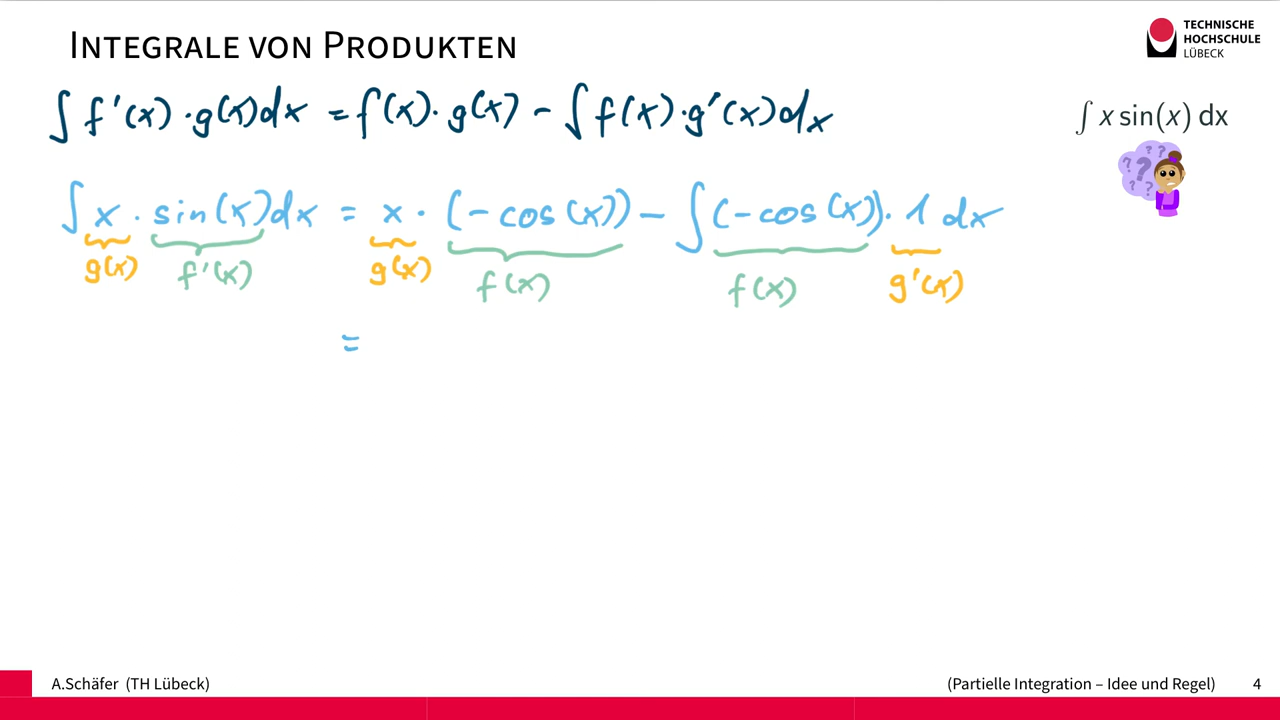 INTEGRALE VON PRODUKTEN
TECHNISCHE
HOCHSCHULE
LÜBECK
∫ f'(x) · g(x) dx = f(x) · g(x) − ∫ f(x) · g'(x) dx
∫ x sin(x) dx
? ? ? ? ? ?
∫ x · sin(x) dx = x · (−cos(x)) − ∫ (−cos(x)) · 1 dx
g(x) f'(x) g(x) f(x) f(x) g'(x)
=
A.Schäfer (TH Lübeck) (Partielle Integration – Idee und Regel) 4